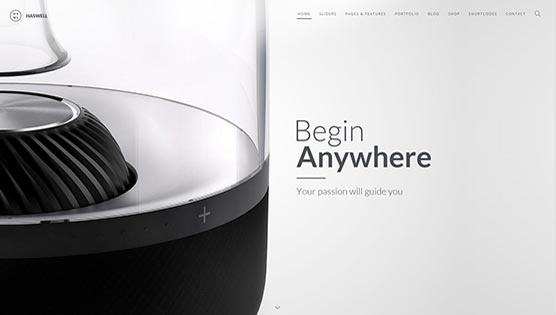 HASWELL
HOME SLIDERS PAGES & FEATURES PORTFOLIO BLOG SHOP SHORTCODES CONTACT
Begin
Anywhere
Your passion will guide you